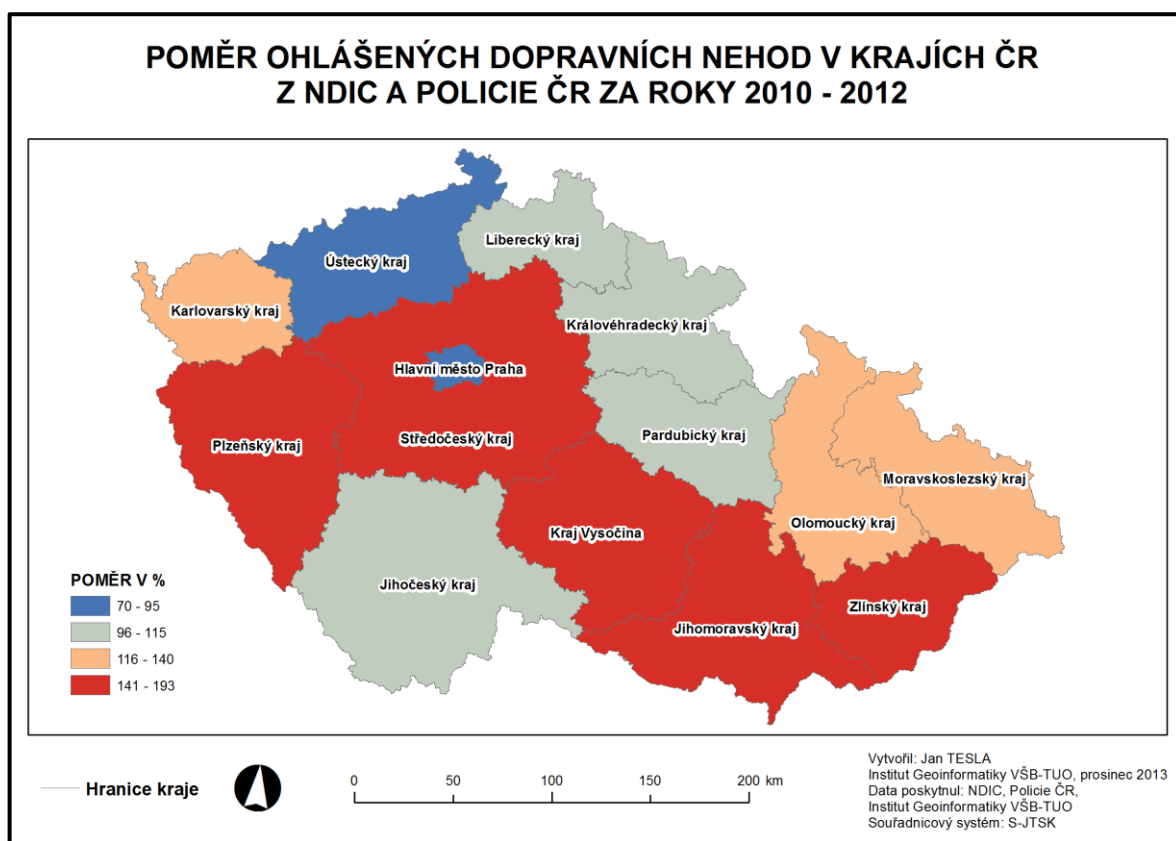 POMĚR OHLÁŠENÝCH DOPRAVNÍCH NEHOD V KRAJÍCH ČR
Z NDIC A POLICIE ČR ZA ROKY 2010 - 2012
Liberecký kraj
Ústecký kraj
Karlovarský kraj
Královéhradecký kraj
Hlavní město Praha
Pardubický kraj
Středočeský kraj
Plzeňský kraj
Moravskoslezský kraj
Olomoucký kraj
Kraj Vysočina
Jihočeský kraj
Zlínský kraj
Jihomoravský kraj
POMĚR V %
70 - 95
96 - 115
116 - 140
141 - 193
Hranice kraje
0 50 100 150 200 km
Vytvořil: Jan TESLA
Institut Geoinformatiky VŠB-TUO, prosinec 2013
Data poskytnul: NDIC, Policie ČR,
Institut Geoinformatiky VŠB-TUO
Souřadnicový systém: S-JTSK